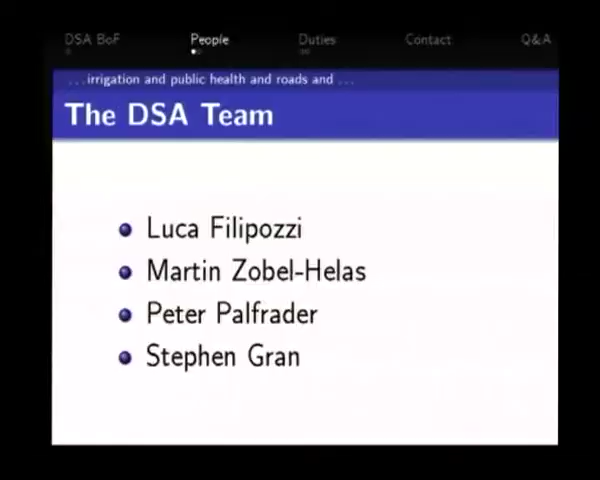 DSA BoF People Duties Contact Q&A
...irrigation and public health and roads and ...
The DSA Team
Luca Filipozzi
Martin Zobel-Helas
Peter Palfrader
Stephen Gran